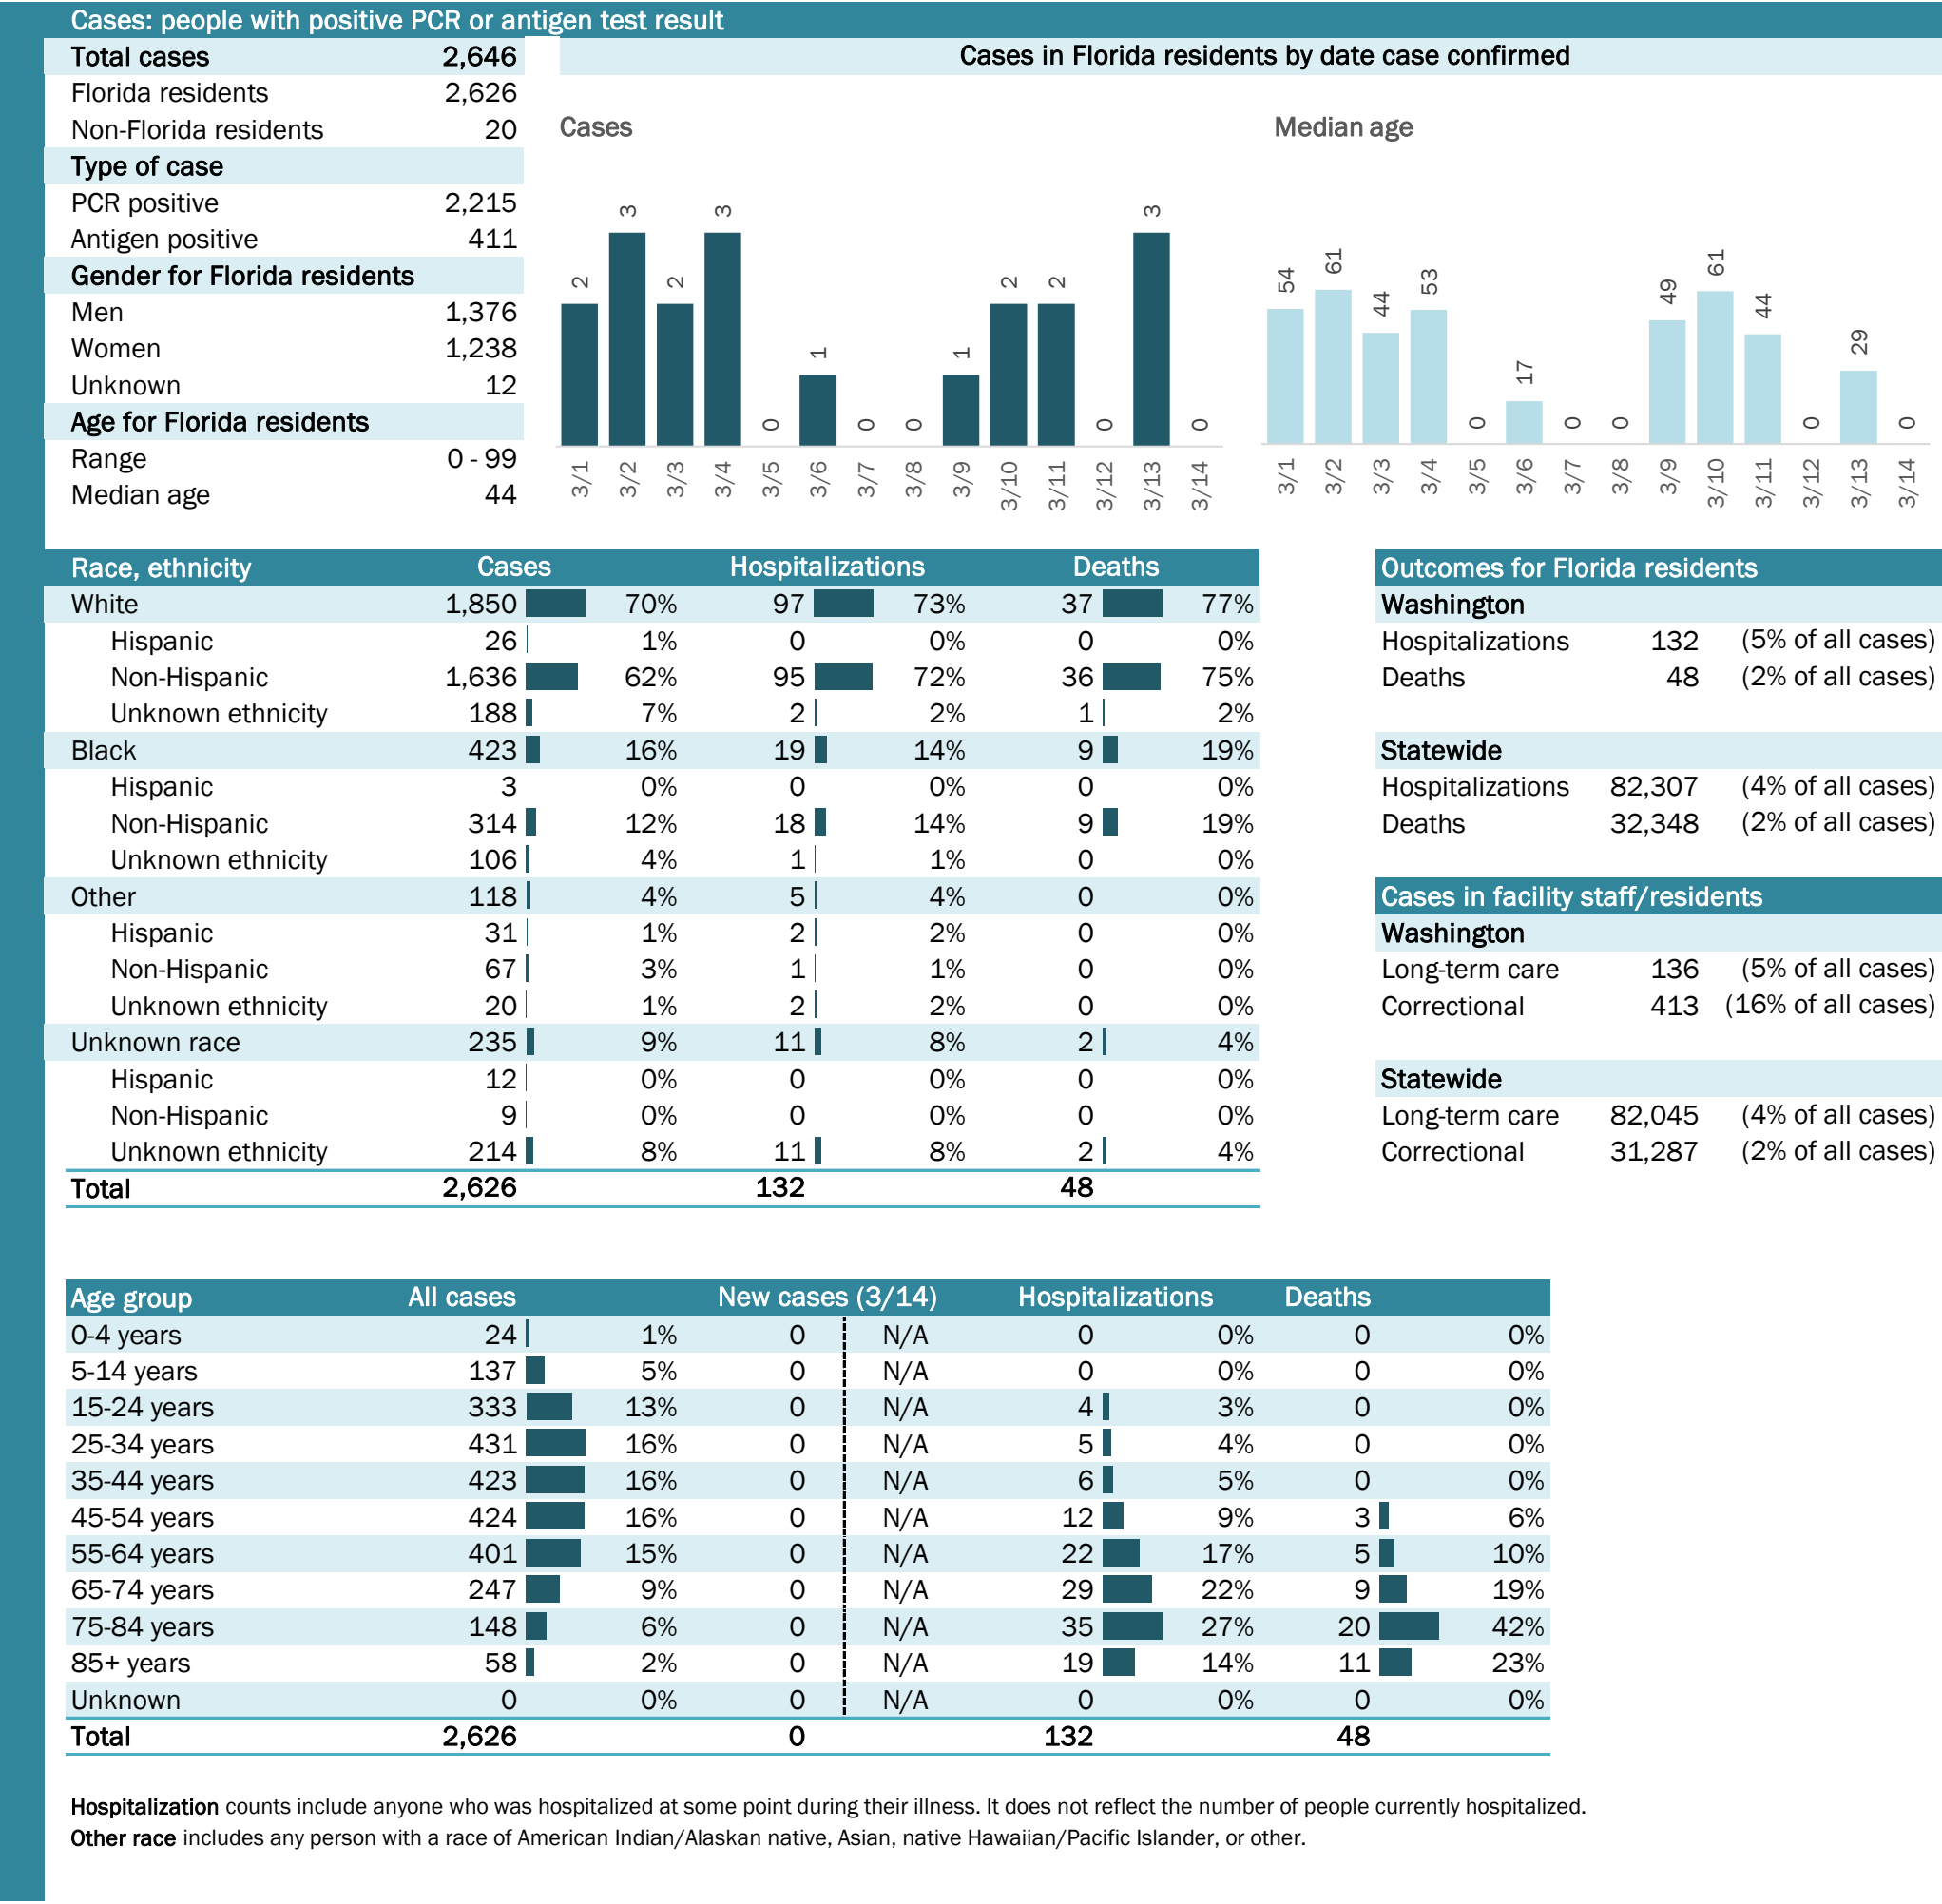 Cases: people with positive PCR or antigen test result
Total cases 2,646
Florida residents 2,626
Non-Florida residents 20
Type of case
PCR positive 2,215
Antigen positive 411
Gender for Florida residents
Men 1,376
Women 1,238
Unknown 12
Age for Florida residents
Range 0 - 99
Median age 44
Cases in Florida residents by date case confirmed
Cases
2 3 2 3 0 1 0 0 1 2 2 0 3 0
3/1 3/2 3/3 3/4 3/5 3/6 3/7 3/8 3/9 3/10 3/11 3/12 3/13 3/14
Median age
54 61 44 53 0 17 0 0 49 61 44 0 29 0
3/1 3/2 3/3 3/4 3/5 3/6 3/7 3/8 3/9 3/10 3/11 3/12 3/13 3/14
Race, ethnicity Cases Hospitalizations Deaths
White 1,850 70% 97 73% 37 77%
Hispanic 26 1% 0 0% 0 0%
Non-Hispanic 1,636 62% 95 72% 36 75%
Unknown ethnicity 188 7% 2 2% 1 2%
Black 423 16% 19 14% 9 19%
Hispanic 3 0% 0 0% 0 0%
Non-Hispanic 314 12% 18 14% 9 19%
Unknown ethnicity 106 4% 1 1% 0 0%
Other 118 4% 5 4% 0 0%
Hispanic 31 1% 2 2% 0 0%
Non-Hispanic 67 3% 1 1% 0 0%
Unknown ethnicity 20 1% 2 2% 0 0%
Unknown race 235 9% 11 8% 2 4%
Hispanic 12 0% 0 0% 0 0%
Non-Hispanic 9 0% 0 0% 0 0%
Unknown ethnicity 214 8% 11 8% 2 4%
Total 2,626 132 48
Outcomes for Florida residents
Washington
Hospitalizations 132 (5% of all cases)
Deaths 48 (2% of all cases)
Statewide
Hospitalizations 82,307 (4% of all cases)
Deaths 32,348 (2% of all cases)
Cases in facility staff/residents
Washington
Long-term care 136 (5% of all cases)
Correctional 413 (16% of all cases)
Statewide
Long-term care 82,045 (4% of all cases)
Correctional 31,287 (2% of all cases)
Age group All cases New cases (3/14) Hospitalizations Deaths
0-4 years 24 1% 0 N/A 0 0% 0 0%
5-14 years 137 5% 0 N/A 0 0% 0 0%
15-24 years 333 13% 0 N/A 4 3% 0 0%
25-34 years 431 16% 0 N/A 5 4% 0 0%
35-44 years 423 16% 0 N/A 6 5% 0 0%
45-54 years 424 16% 0 N/A 12 9% 3 6%
55-64 years 401 15% 0 N/A 22 17% 5 10%
65-74 years 247 9% 0 N/A 29 22% 9 19%
75-84 years 148 6% 0 N/A 35 27% 20 42%
85+ years 58 2% 0 N/A 19 14% 11 23%
Unknown 0 0% 0 N/A 0 0% 0 0%
Total 2,626 0 132 48
Hospitalization counts include anyone who was hospitalized at some point during their illness. It does not reflect the number of people currently hospitalized.
Other race includes any person with a race of American Indian/Alaskan native, Asian, native Hawaiian/Pacific Islander, or other.